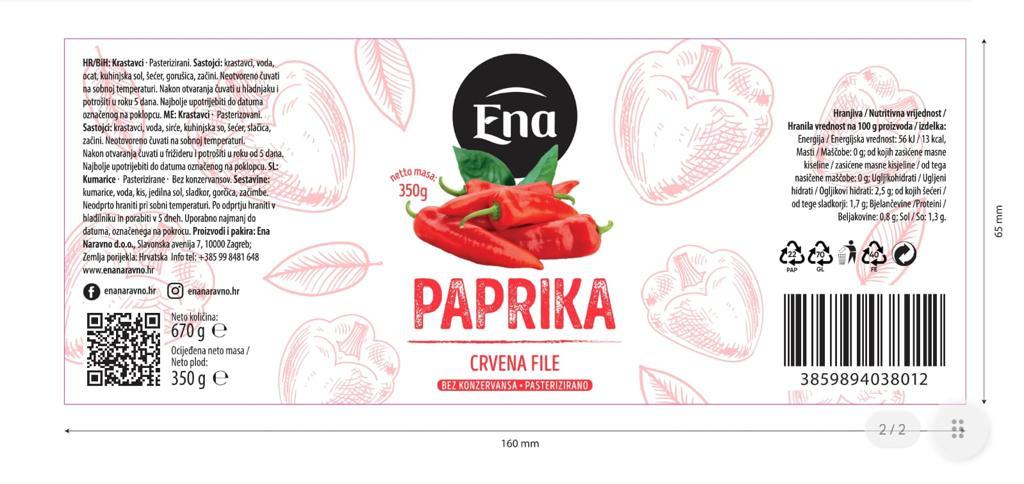 HR/BiH: Krastavci · Pasterizirani. Sastojci: krastavci, voda,
ocat, kuhinjska sol, šećer, gorušica, začini. Neotvoreno čuvati
na sobnoj temperaturi. Nakon otvaranja čuvati u hladnjaku i
potrošiti u roku 5 dana. Najbolje upotrijebiti do datuma
označenog na poklopcu. ME: Krastavci · Pasterizovani.
Sastojci: krastavci, voda, sirće, kuhinjska so, šećer, slačica,
začini. Neotovoreno čuvati na sobnoj temperaturi.
Nakon otvaranja čuvati u frižideru i potrošiti u roku od 5 dana.
Najbolje upotrijebiti do datuma označenog na poklopcu. SL:
Kumarice · Pasterizirane · Bez konzervansov. Sestavine:
kumarice, voda, kis, jedilna sol, sladkor, gorčica, začimbe.
Neodprto hraniti pri sobni temperaturi. Po odprtju hraniti v
hladilniku in porabiti v 5 dneh. Uporabno najmanj do
datuma, označenega na pokrocu. Proizvodi i pakira: Ena
Naravno d.o.o., Slavonska avenija 7, 10000 Zagreb;
Zemlja porijekla: Hrvatska Info tel: +385 99 8481 648
www.enanaravno.hr
enanaravno.hr enanaravno.hr
Neto količina:
670 g ℮
Ocijeđena neto masa /
Neto plod:
350 g ℮
Ena
neto masa:
350g
PAPRIKA
CRVENA FILE
BEZ KONZERVANSA • PASTERIZIRANO
Hranjiva / Nutritivna vrijednost /
Hranila vrednost na 100 g proizvoda / izdelka:
Energija / Energijska vrednost: 56 kJ / 13 kcal,
Masti / Maščobe: 0 g; od kojih zasićene masne
kiseline / zasićene masne kisjeline / od tega
nasičene maščobe: 0 g; Ugljikohidrati / Ugljeni
hidrati / Ogljikovi hidrati: 2,5 g; od kojih šećeri /
od tege sladkorji: 1,7 g; Bjelančevine /Proteini /
Beljakovine: 0,8 g; Sol / So: 1,3 g.
22 70 40
PAP GL FE
3859894038012
65 mm
160 mm
2 / 2